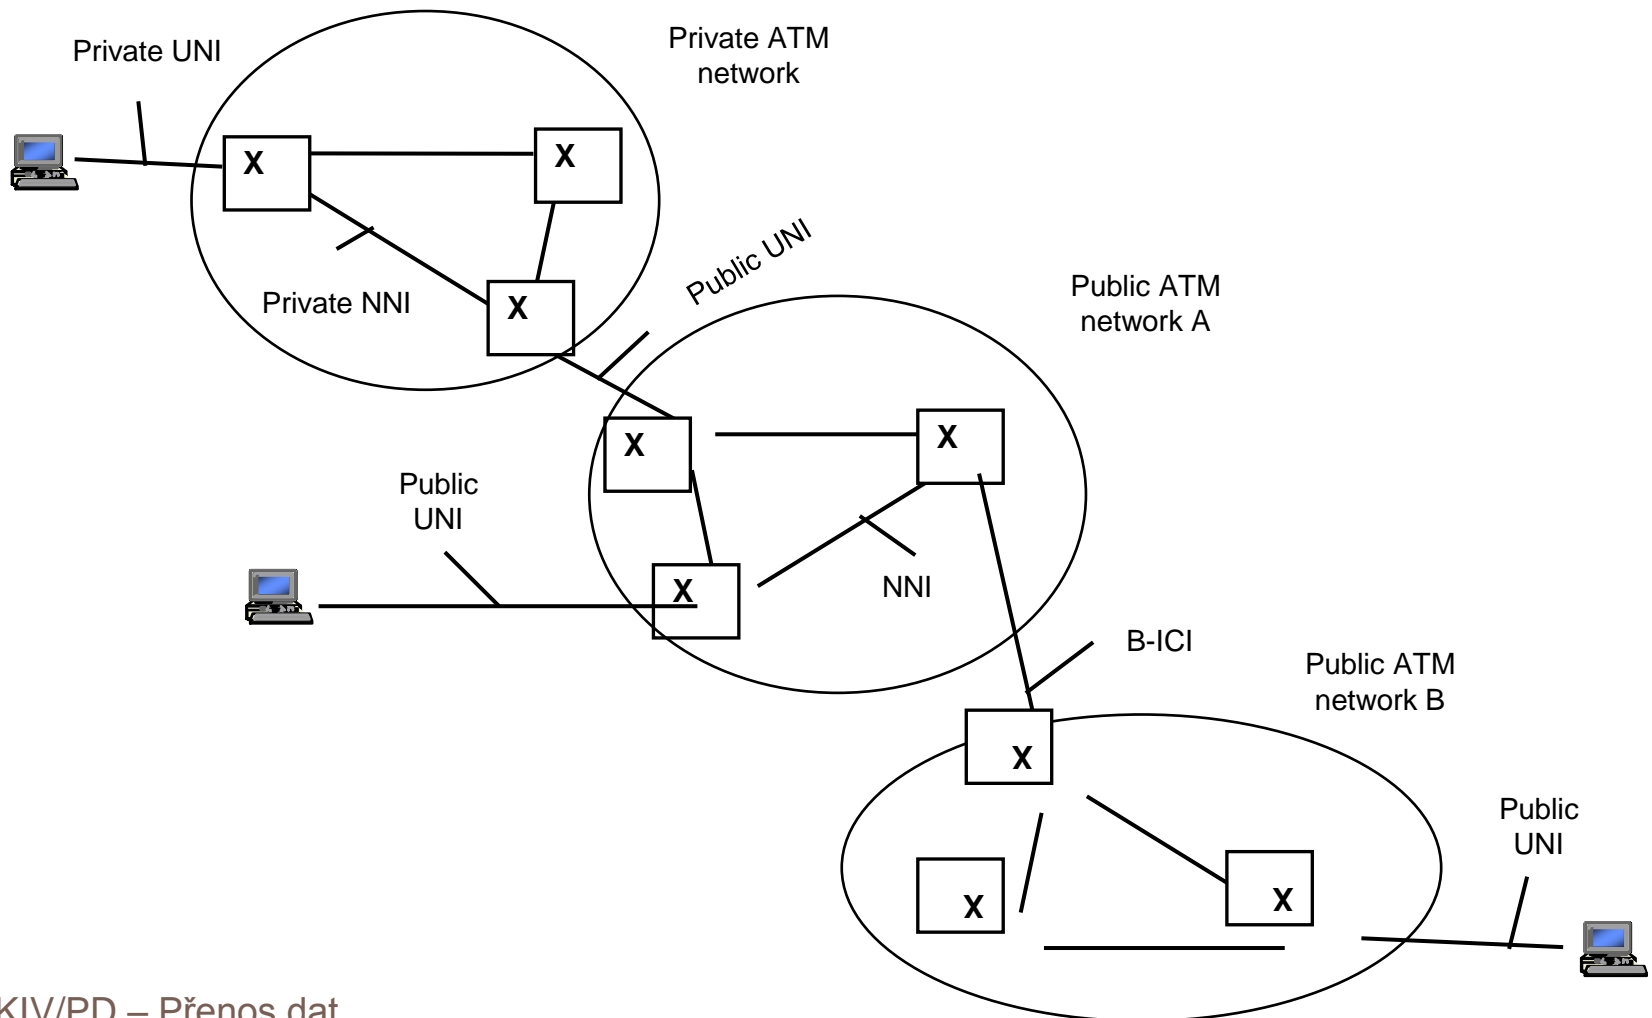 Private UNI
Private ATM
network
X
X
Private NNI
X
Public UNI
Public ATM
network A
X
X
Public
UNI
X
NNI
B-ICI
Public ATM
network B
X
X
X
Public
UNI
KIV/PD – Přenos dat